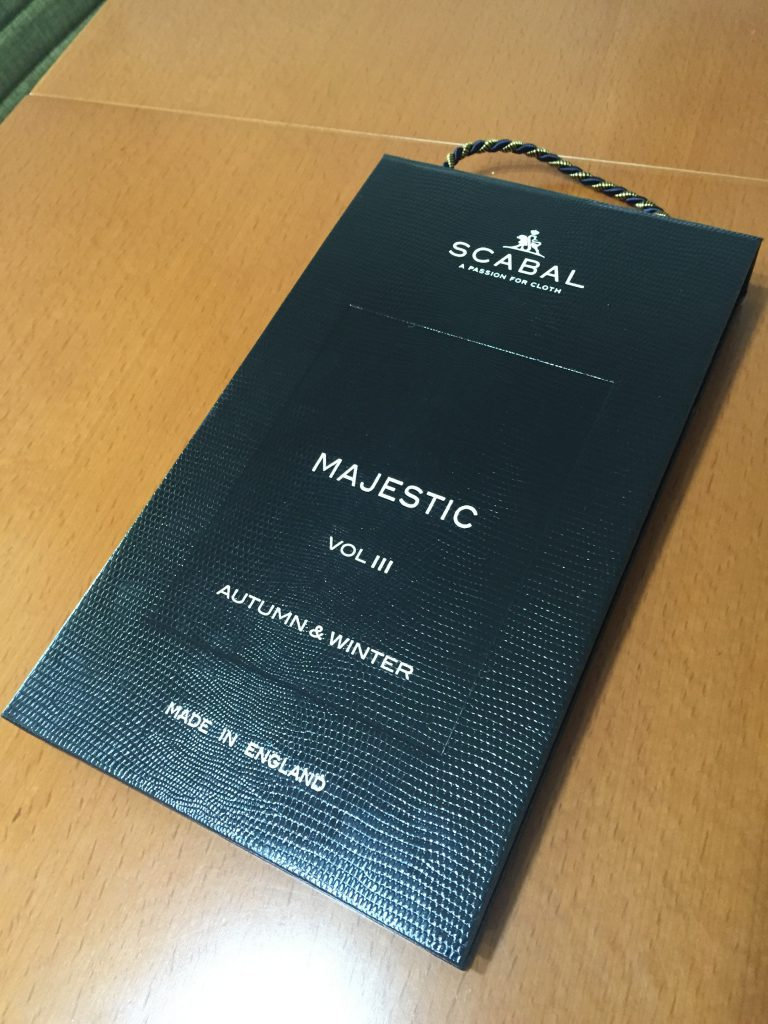 SCABAL
A PASSION FOR CLOTH
MAJESTIC
VOL III
AUTUMN & WINTER
MADE IN ENGLAND